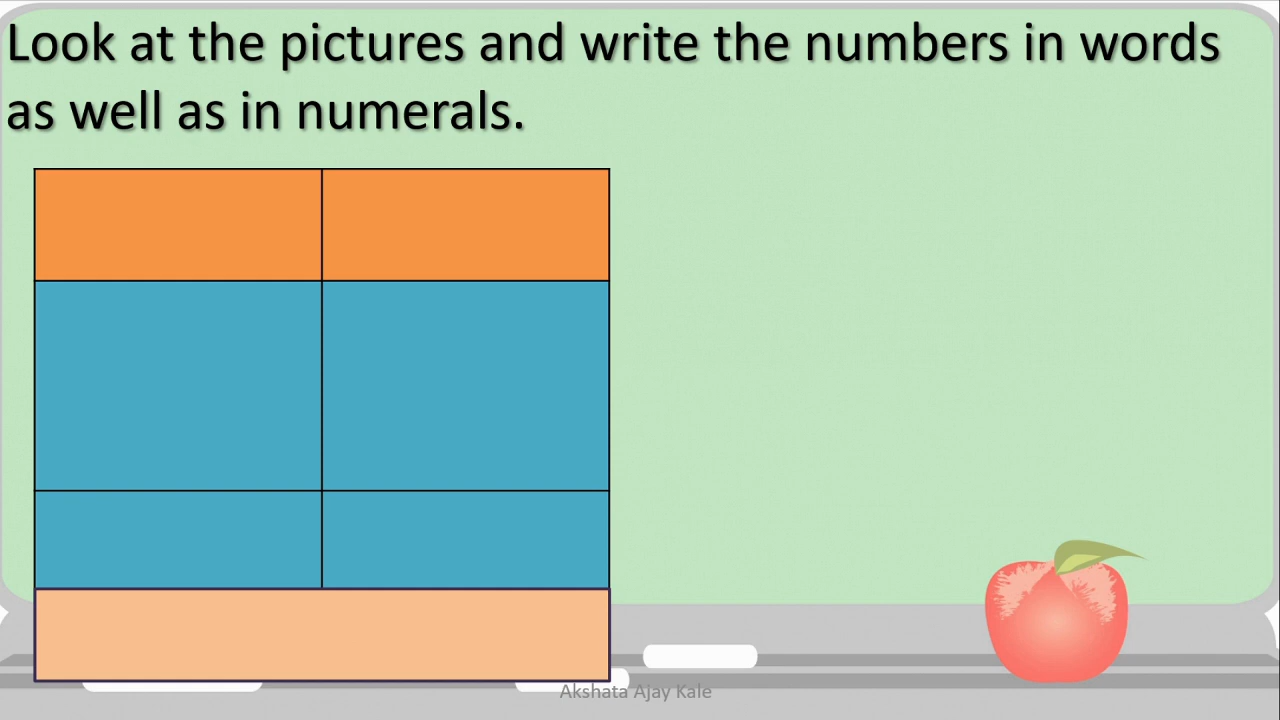 Look at the pictures and write the numbers in words
as well as in numerals.
Akshata Ajay Kale